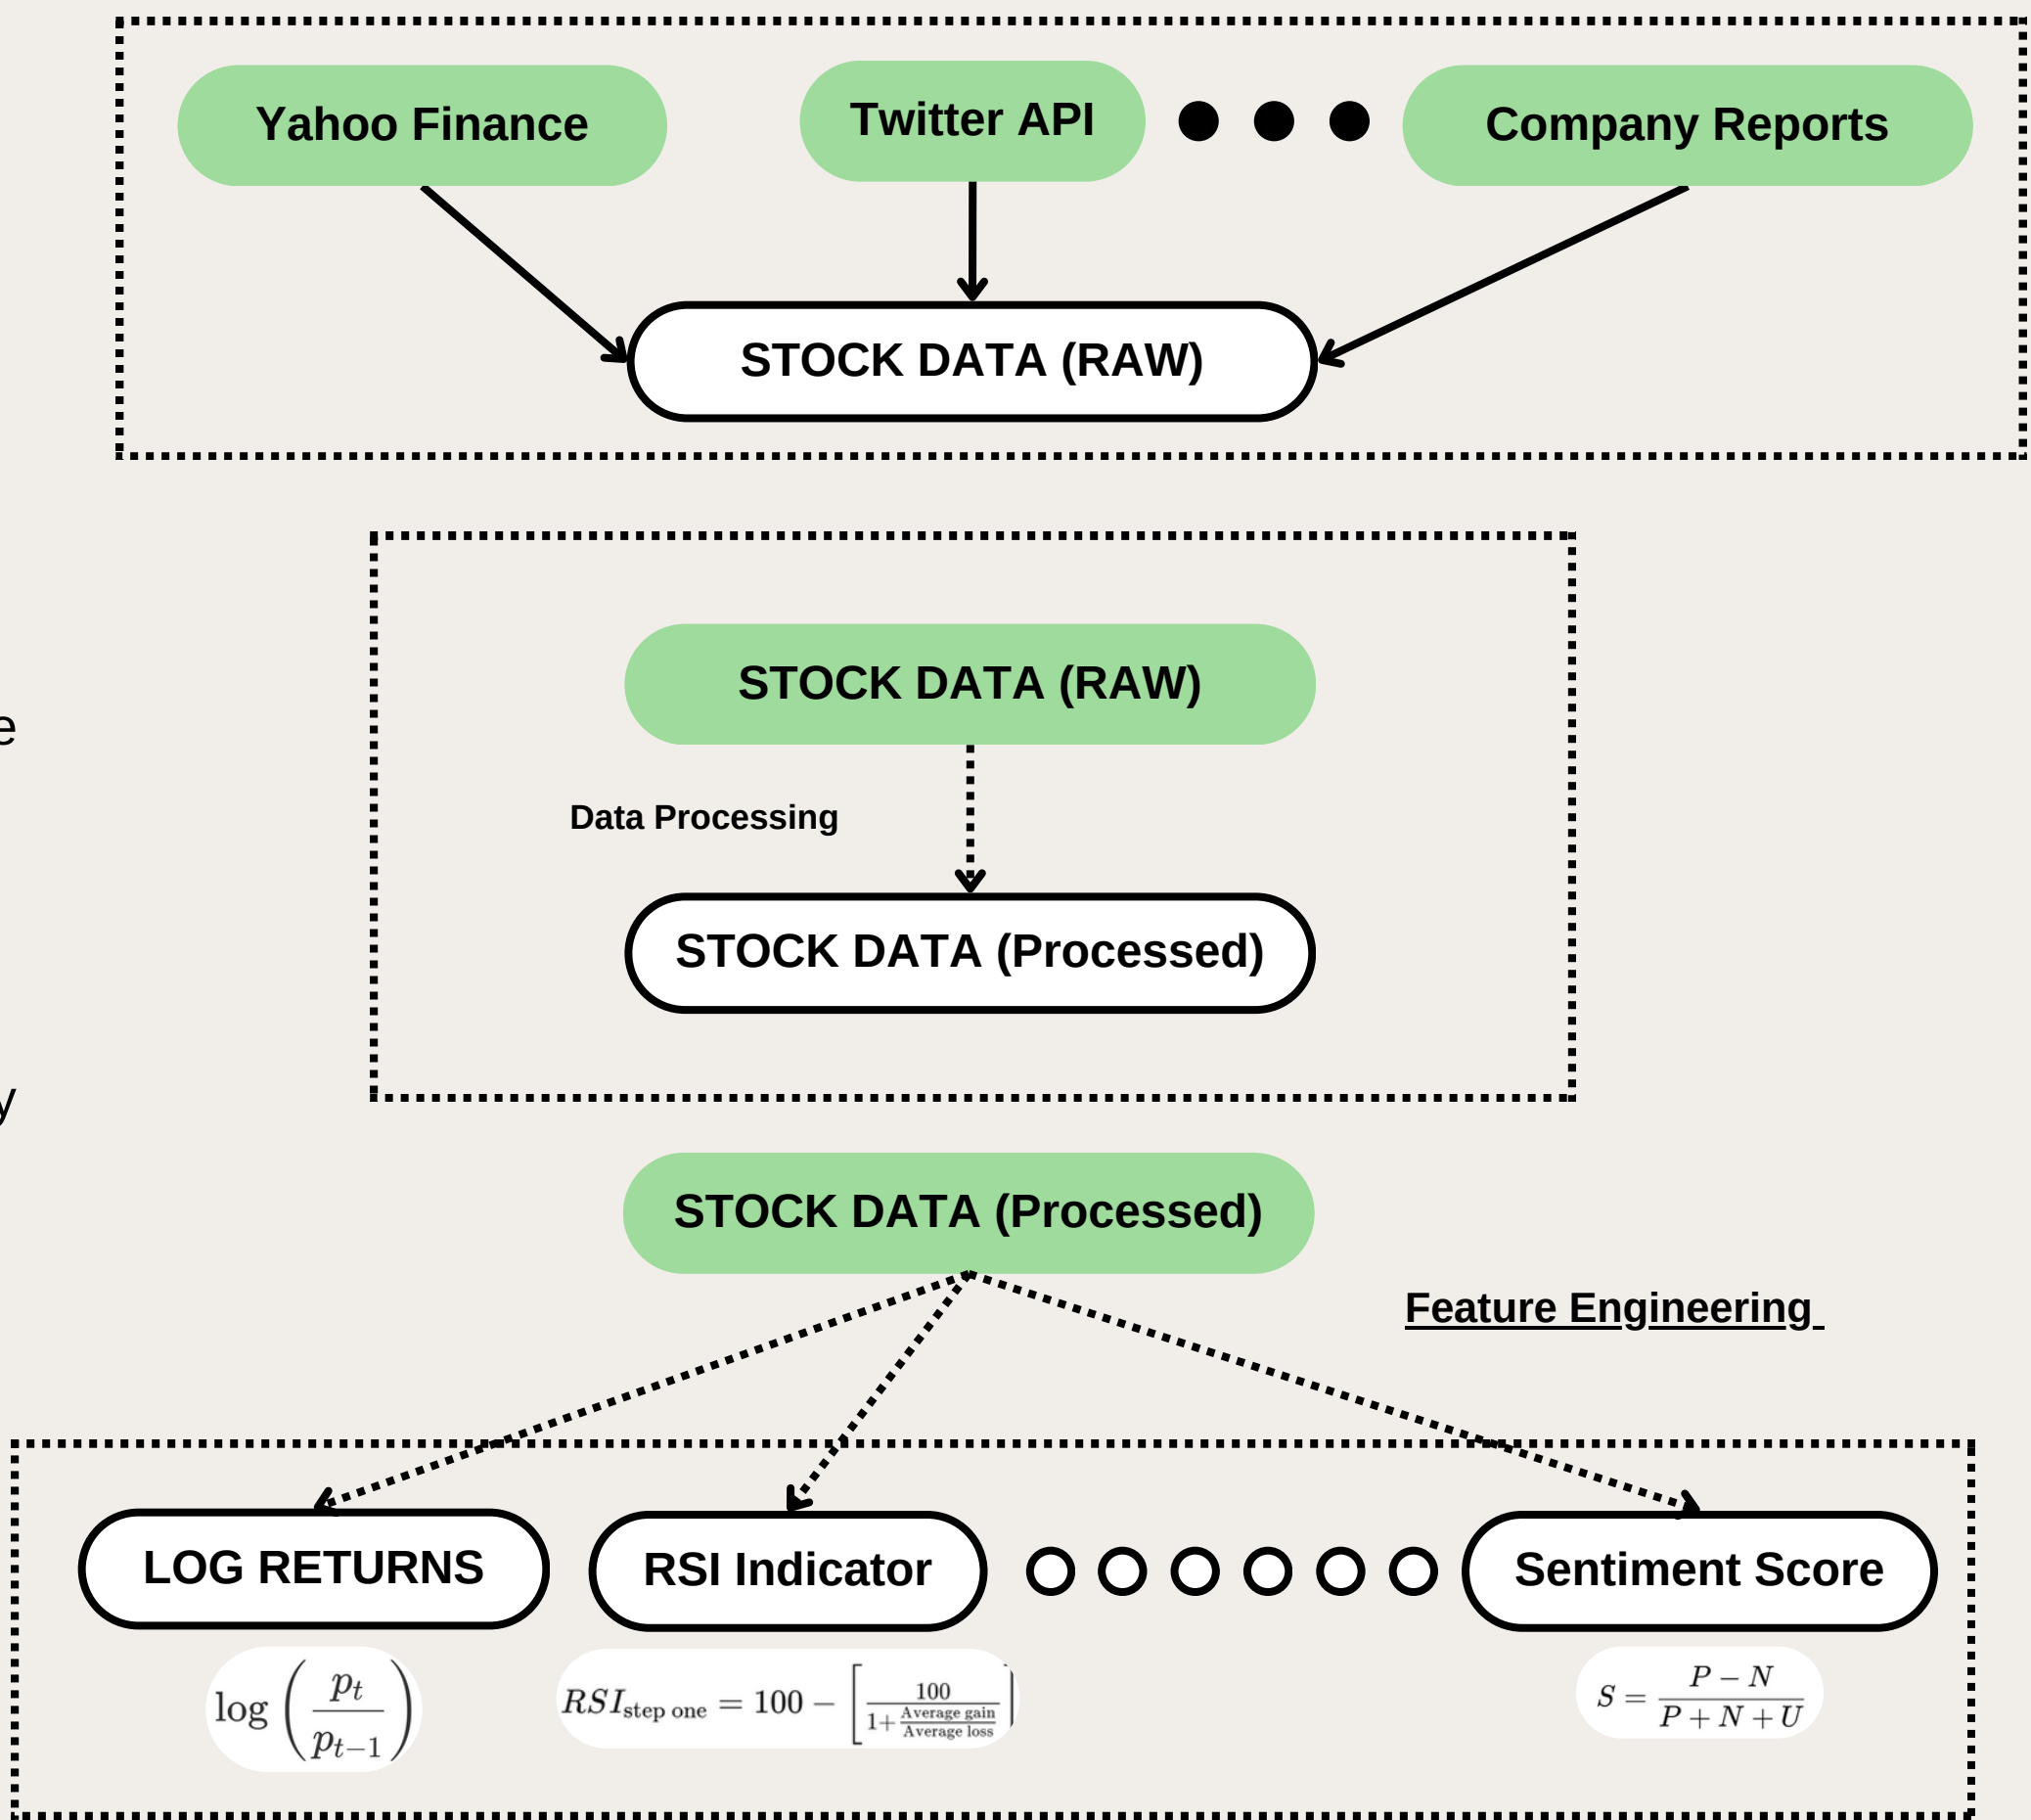 Yahoo Finance
Twitter API
Company Reports
STOCK DATA (RAW)
STOCK DATA (RAW)
e
Data Processing
STOCK DATA (Processed)
y
STOCK DATA (Processed)
Feature Engineering
LOG RETURNS
RSI Indicator
Sentiment Score
log (p_t / p_{t−1})
RSI_{step one} = 100 − [100 / (1 + Average gain / Average loss)]
S = (P − N) / (P + N + U)